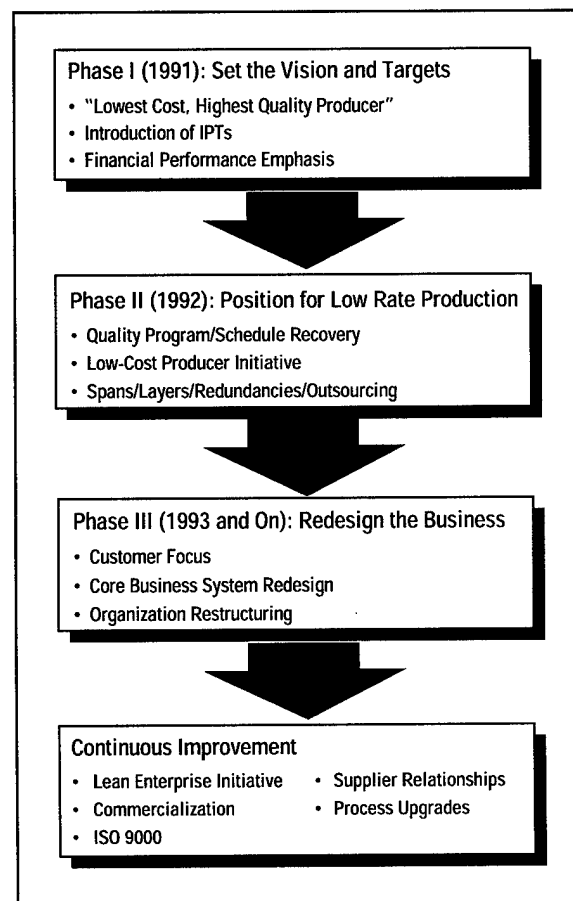 Phase I (1991): Set the Vision and Targets
• "Lowest Cost, Highest Quality Producer"
• Introduction of IPTs
• Financial Performance Emphasis
Phase II (1992): Position for Low Rate Production
• Quality Program/Schedule Recovery
• Low-Cost Producer Initiative
• Spans/Layers/Redundancies/Outsourcing
Phase III (1993 and On): Redesign the Business
• Customer Focus
• Core Business System Redesign
• Organization Restructuring
Continuous Improvement
• Lean Enterprise Initiative
• Commercialization
• ISO 9000
• Supplier Relationships
• Process Upgrades